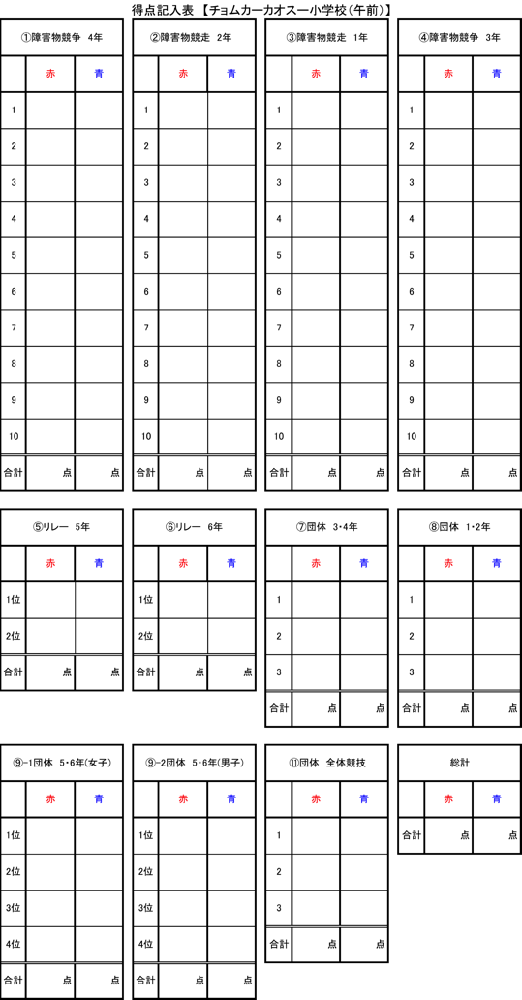 得点記入表 【チョムカーカオスー小学校(午前)】
①障害物競争 4年 ②障害物競走 2年 ③障害物競走 1年 ④障害物競争 3年
赤 青 赤 青 赤 青 赤 青
1 1 1 1
2 2 2 2
3 3 3 3
4 4 4 4
5 5 5 5
6 6 6 6
7 7 7 7
8 8 8 8
9 9 9 9
10 10 10 10
合計 点 点 合計 点 点 合計 点 点 合計 点 点
⑤リレー 5年 ⑥リレー 6年 ⑦団体 3・4年 ⑧団体 1・2年
赤 青 赤 青 赤 青 赤 青
1位 1位 1 1
2位 2位 2 2
合計 点 点 合計 点 点 3 3
合計 点 点 合計 点 点
⑨-1団体 5・6年(女子) ⑨-2団体 5・6年(男子) ⑪団体 全体競技 総計
赤 青 赤 青 赤 青 赤 青
1位 1位 1 合計 点 点
2位 2位 2
3位 3位 3
4位 4位 合計 点 点
合計 点 点 合計 点 点